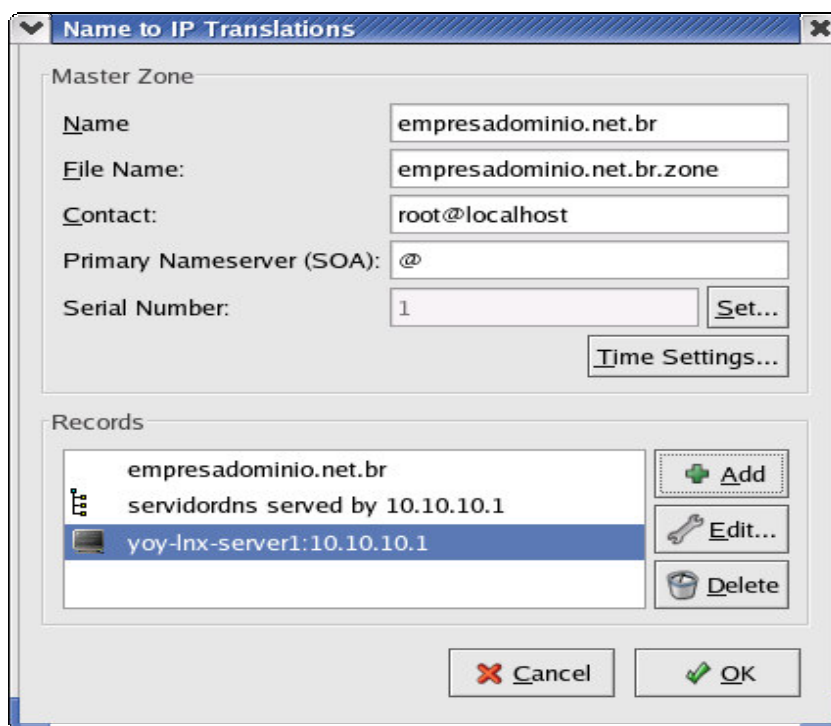 Name to IP Translations
Master Zone
Name empresadominio.net.br
File Name: empresadominio.net.br.zone
Contact: root@localhost
Primary Nameserver (SOA): @
Serial Number: 1 Set...
Time Settings...
Records
empresadominio.net.br
servidordns served by 10.10.10.1
yoy-lnx-server1:10.10.10.1
Add
Edit...
Delete
Cancel OK